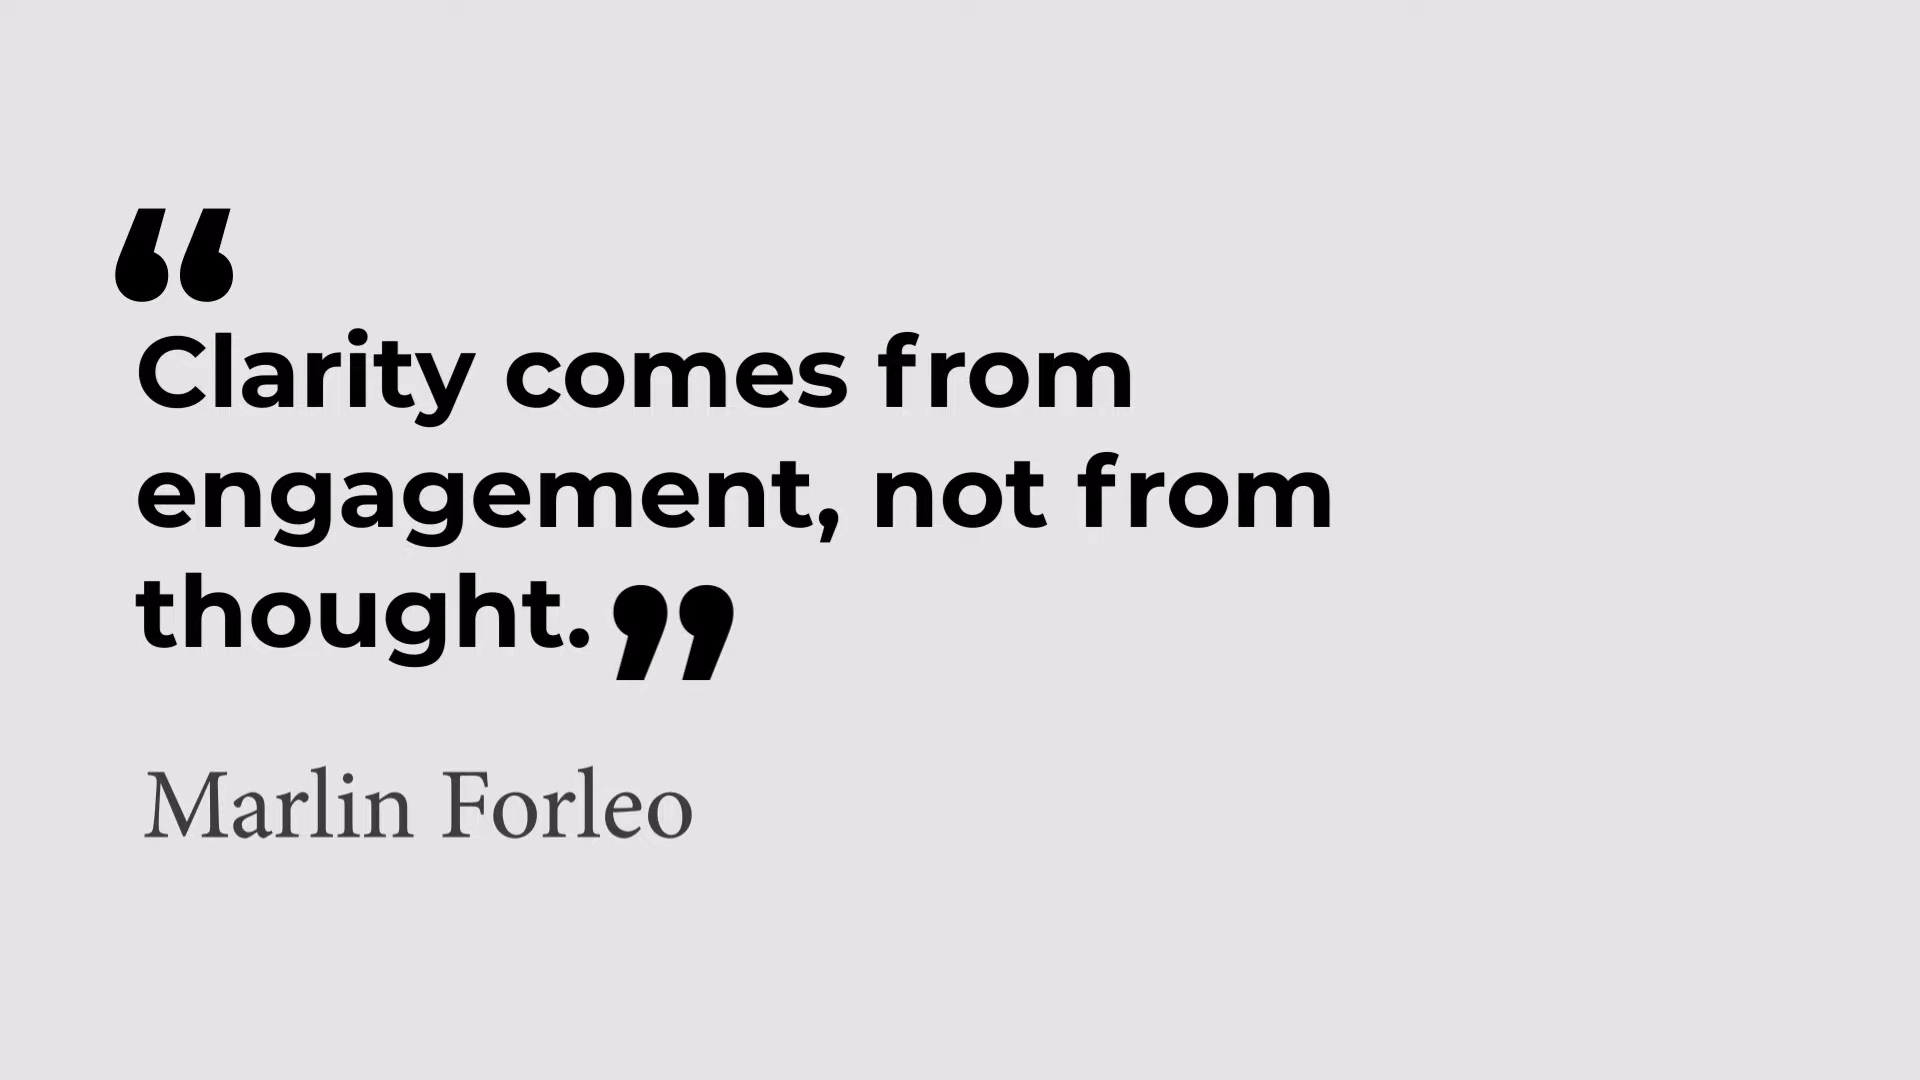 “
Clarity comes from
engagement, not from
thought.”
Marlin Forleo